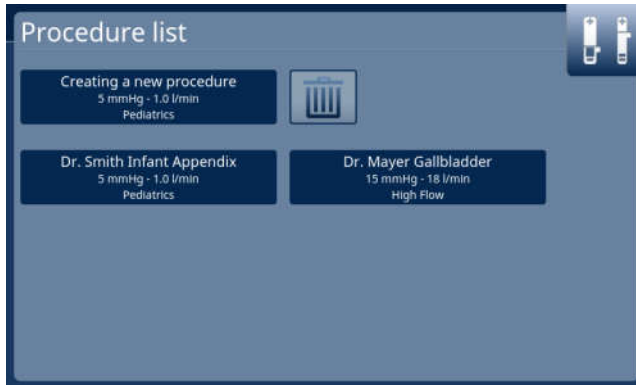 Procedure list
Creating a new procedure
5 mmHg - 1.0 l/min
Pediatrics
Dr. Smith Infant Appendix
5 mmHg - 1.0 l/min
Pediatrics
Dr. Mayer Gallbladder
15 mmHg - 18 l/min
High Flow